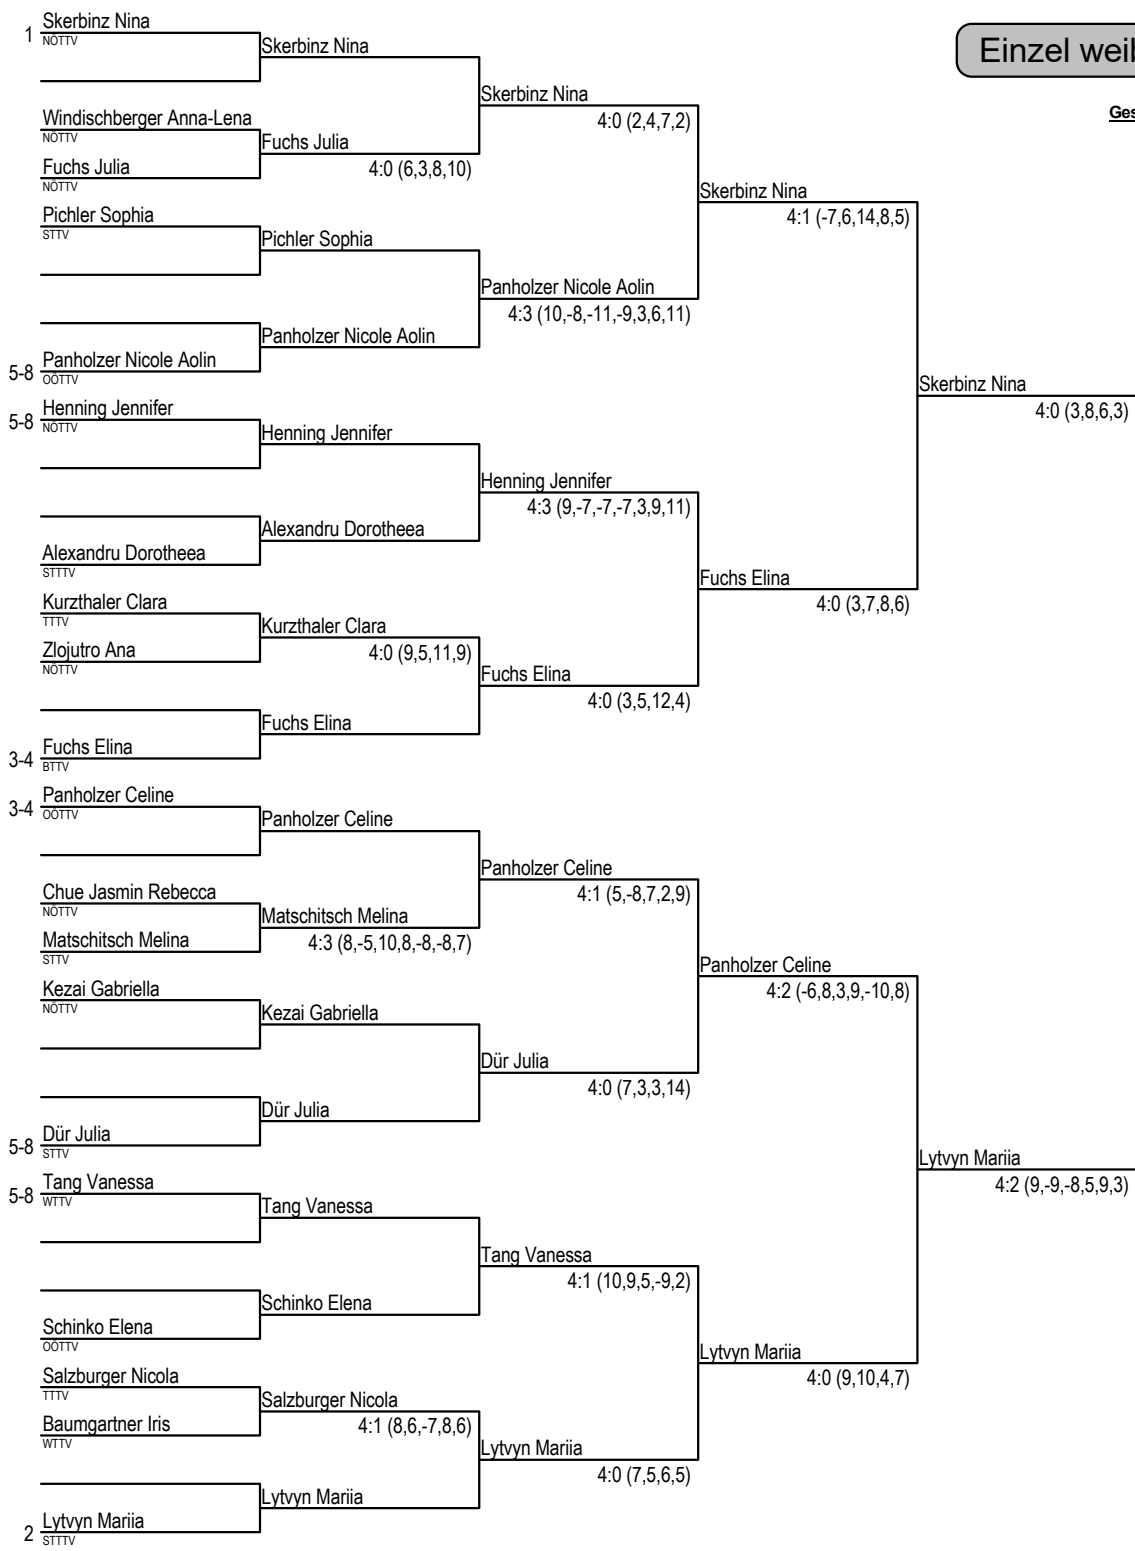 Skerbinz Nina
1
NÖTTV
Skerbinz Nina
Einzel weib
Skerbinz Nina
4:0 (2,4,7,2)
Ges
Windischberger Anna-Lena
NÖTTV
Fuchs Julia
4:0 (6,3,8,10)
Fuchs Julia
NÖTTV
Skerbinz Nina
4:1 (-7,6,14,8,5)
Pichler Sophia
STTV
Pichler Sophia
Panholzer Nicole Aolin
4:3 (10,-8,-11,-9,3,6,11)
Panholzer Nicole Aolin
5-8
Panholzer Nicole Aolin
OÖTTV
Skerbinz Nina
4:0 (3,8,6,3)
5-8
Henning Jennifer
NÖTTV
Henning Jennifer
Henning Jennifer
4:3 (9,-7,-7,-7,3,9,11)
Alexandru Dorotheea
Alexandru Dorotheea
STTTV
Fuchs Elina
4:0 (3,7,8,6)
Kurzthaler Clara
TTTV
Kurzthaler Clara
4:0 (9,5,11,9)
Zlojutro Ana
NÖTTV
Fuchs Elina
4:0 (3,5,12,4)
Fuchs Elina
3-4
Fuchs Elina
BTTV
3-4
Panholzer Celine
OÖTTV
Panholzer Celine
Panholzer Celine
4:1 (5,-8,7,2,9)
Chue Jasmin Rebecca
NÖTTV
Matschitsch Melina
4:3 (8,-5,10,8,-8,-8,7)
Matschitsch Melina
STTV
Panholzer Celine
4:2 (-6,8,3,9,-10,8)
Kezai Gabriella
NÖTTV
Kezai Gabriella
Dür Julia
4:0 (7,3,3,14)
Dür Julia
5-8
Dür Julia
STTV
Lytvyn Mariia
4:2 (9,-9,-8,5,9,3)
5-8
Tang Vanessa
WTTV
Tang Vanessa
Tang Vanessa
4:1 (10,9,5,-9,2)
Schinko Elena
Schinko Elena
OÖTTV
Lytvyn Mariia
4:0 (9,10,4,7)
Salzburger Nicola
TTTV
Salzburger Nicola
4:1 (8,6,-7,8,6)
Baumgartner Iris
WTTV
Lytvyn Mariia
4:0 (7,5,6,5)
Lytvyn Mariia
2
Lytvyn Mariia
STTTV